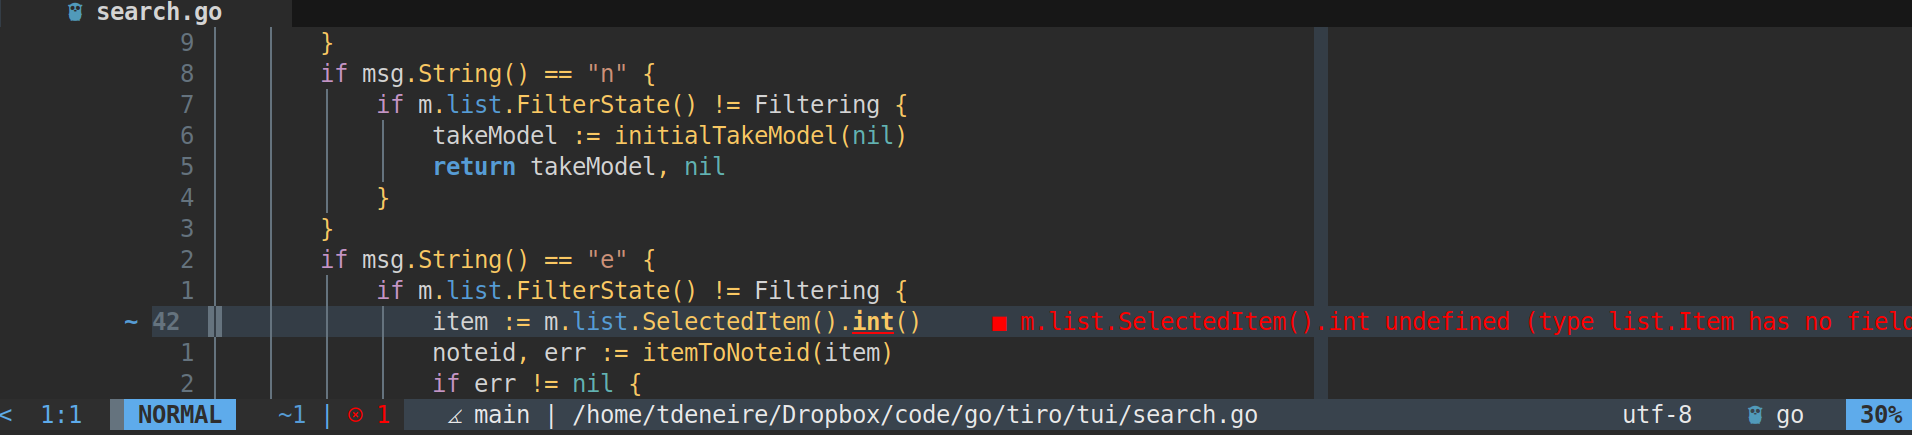 search.go
9 }
8 if msg.String() == "n" {
7 if m.list.FilterState() != Filtering {
6 takeModel := initialTakeModel(nil)
5 return takeModel, nil
4 }
3 }
2 if msg.String() == "e" {
1 if m.list.FilterState() != Filtering {
~ 42 item := m.list.SelectedItem().int() ■ m.list.SelectedItem().int undefined (type list.Item has no field
1 noteid, err := itemToNoteid(item)
2 if err != nil {
< 1:1 NORMAL ~1 | ⊗ 1 main | /home/tdeneire/Dropbox/code/go/tiro/tui/search.go utf-8 go 30%